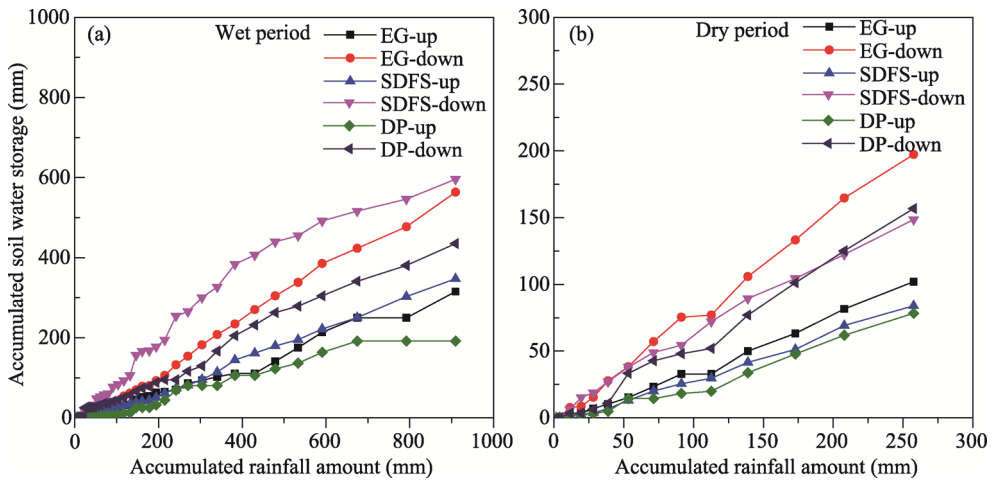 Accumulated soil water storage (mm)
1000
800
600
400
200
0
(a)
Wet period
EG-up
EG-down
SDFS-up
SDFS-down
DP-up
DP-down
0
200
400
600
800
1000
Accumulated rainfall amount (mm)
300
250
200
150
100
50
0
(b)
Dry period
EG-up
EG-down
SDFS-up
SDFS-down
DP-up
DP-down
0
50
100
150
200
250
300
Accumulated rainfall amount (mm)